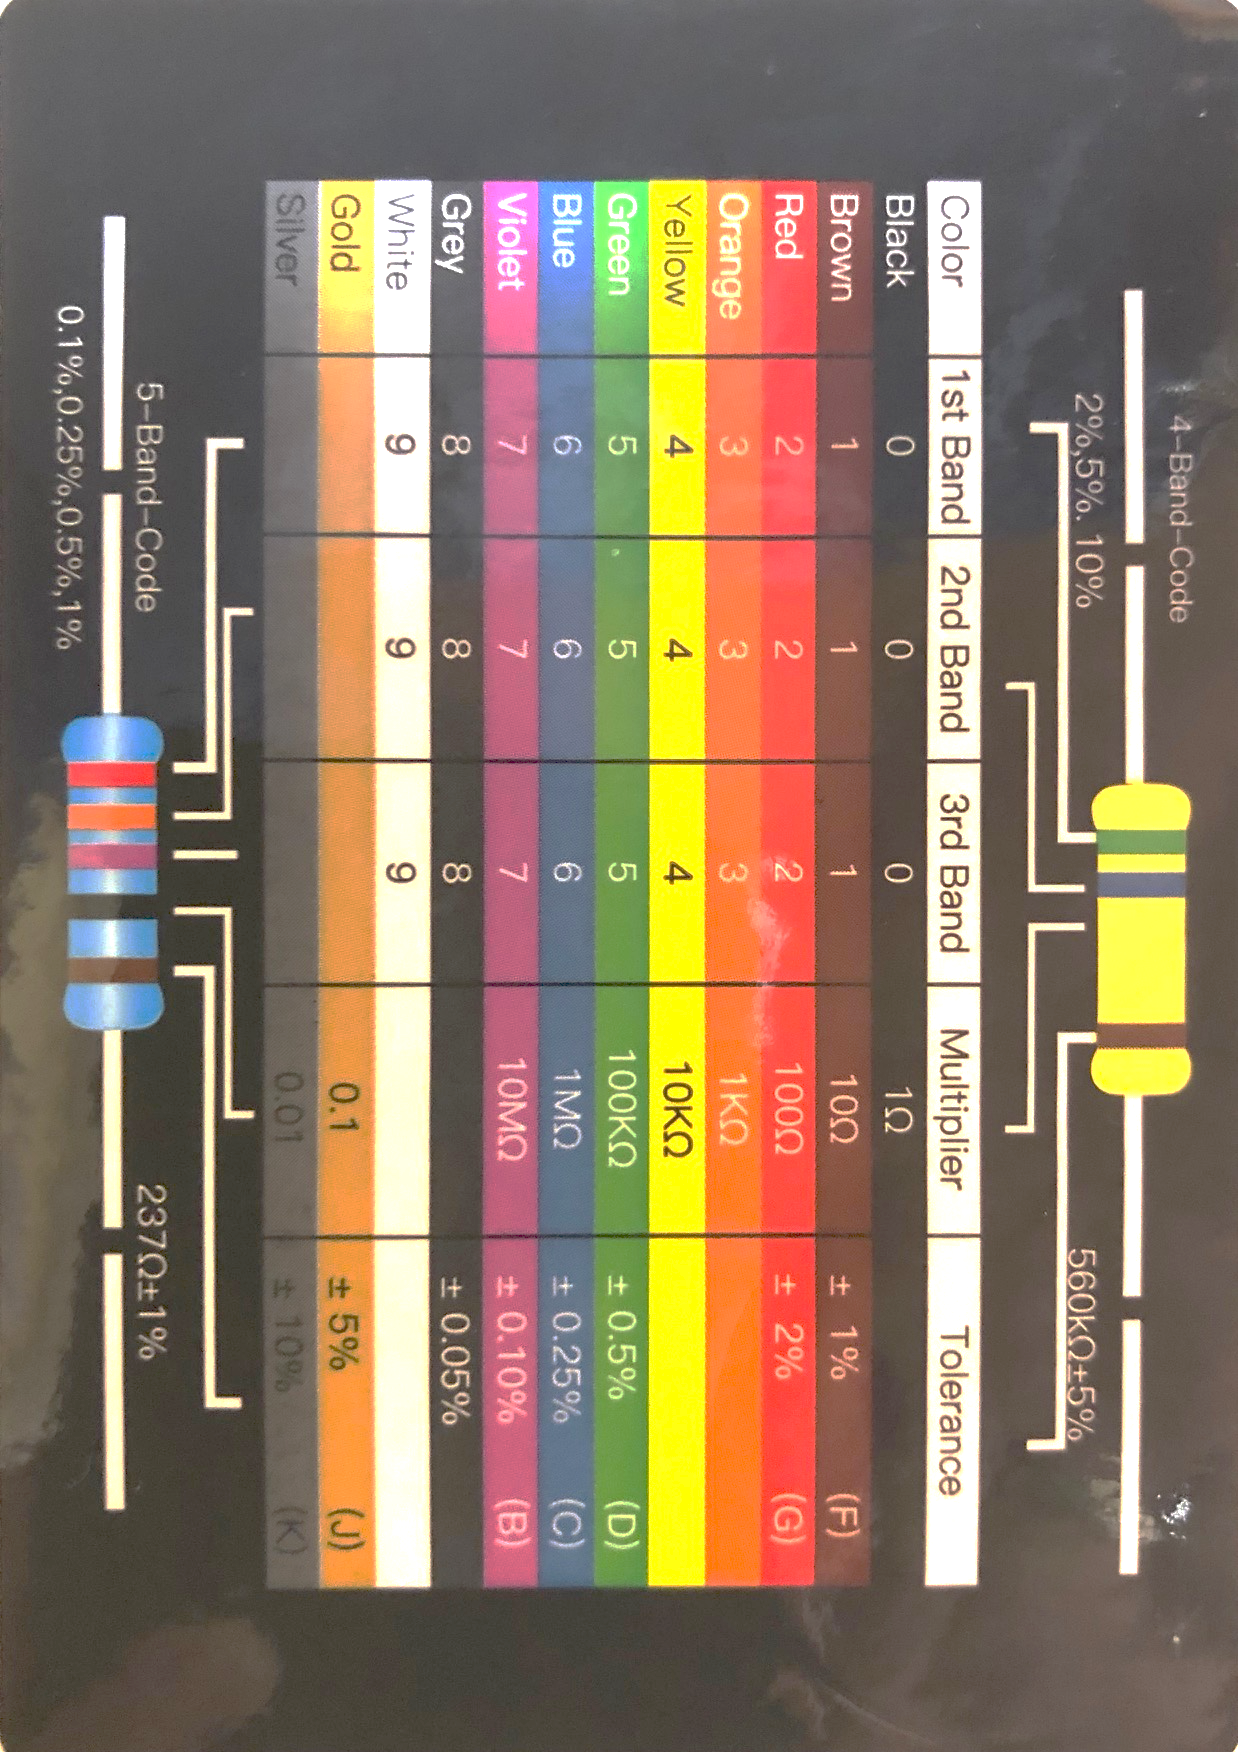 4-Band-Code
2%,5%. 10%
560kΩ±5%
Color 1st Band 2nd Band 3rd Band Multiplier Tolerance
Black 0 0 0 1Ω
Brown 1 1 1 10Ω ± 1% (F)
Red 2 2 2 100Ω ± 2% (G)
Orange 3 3 3 1KΩ
Yellow 4 4 4 10KΩ
Green 5 5 5 100KΩ ± 0.5% (D)
Blue 6 6 6 1MΩ ± 0.25% (C)
Violet 7 7 7 10MΩ ± 0.10% (B)
Grey 8 8 8 ± 0.05%
White 9 9 9
Gold 0.1 ± 5% (J)
Silver 0.01 ± 10% (K)
5-Band-Code
237Ω±1%
0.1%,0.25%,0.5%,1%